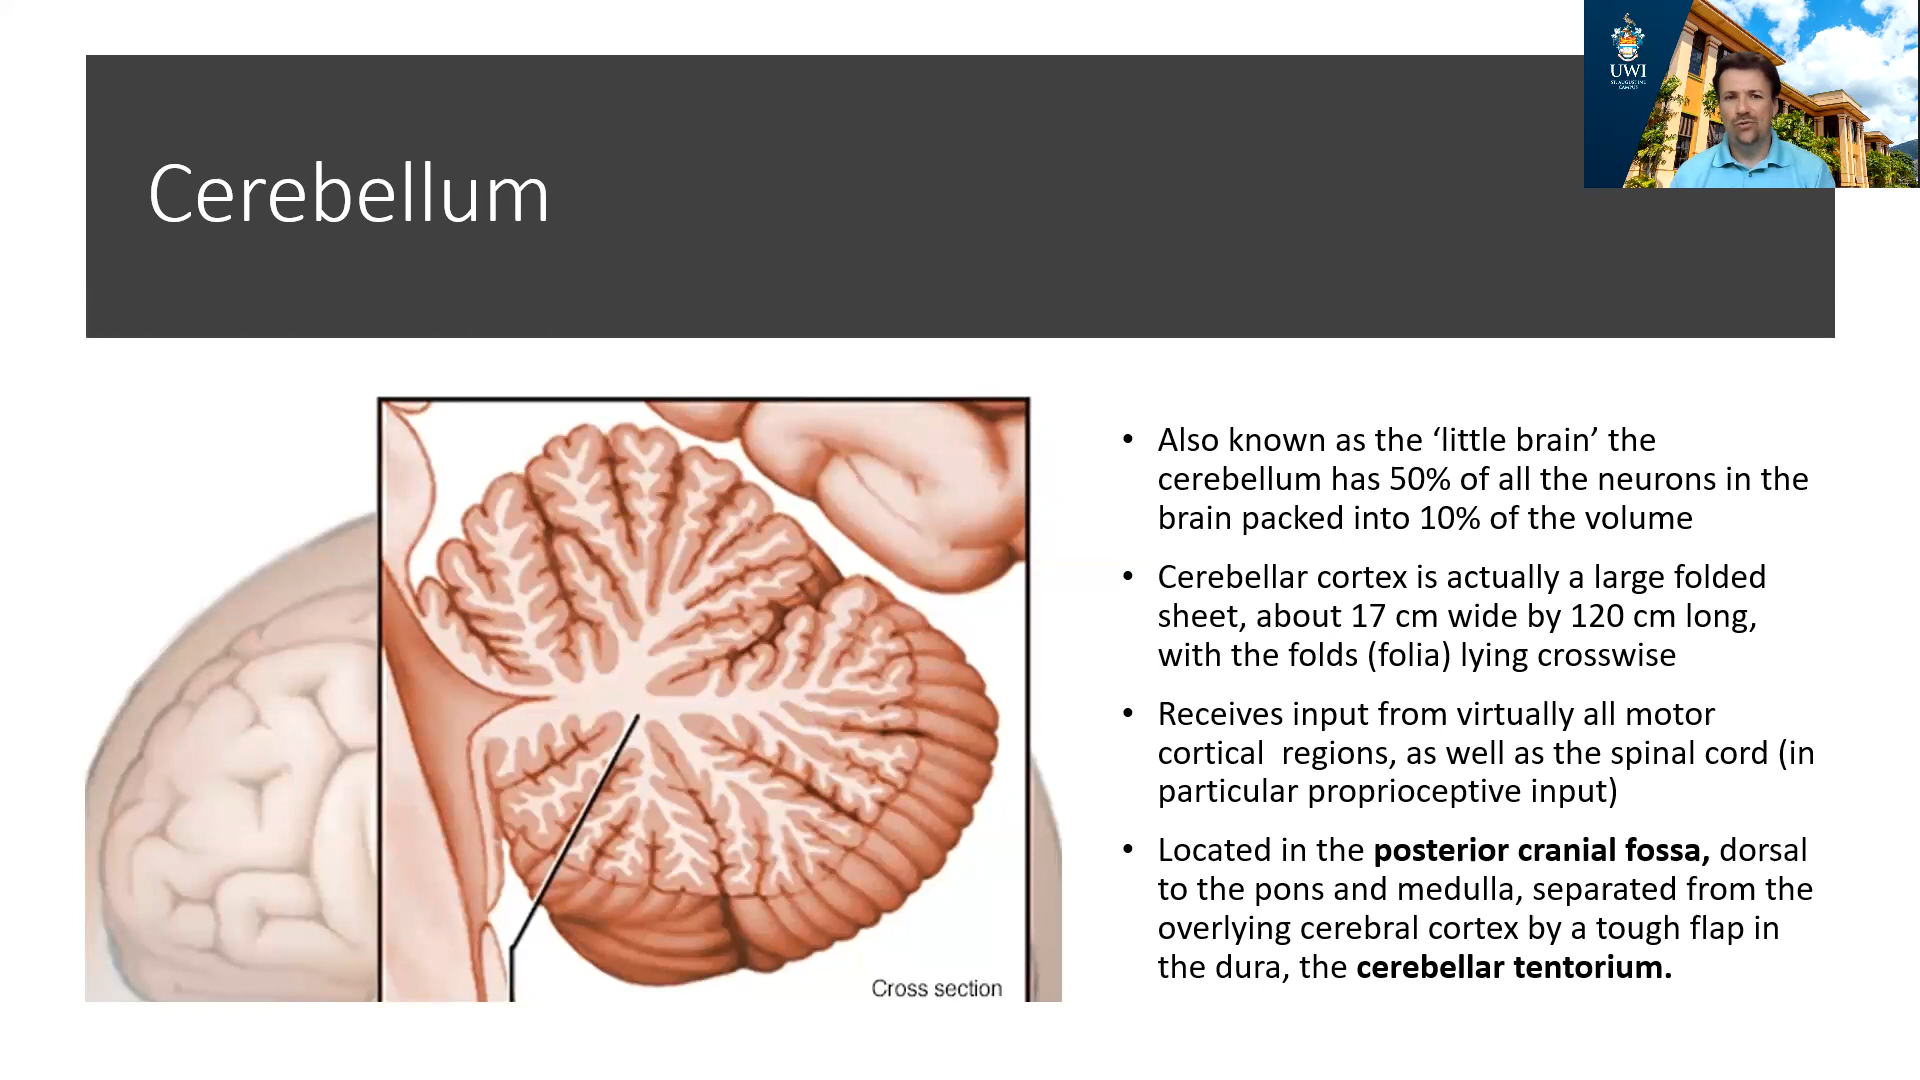 UWI
ST. AUGUSTINE
CAMPUS
Cerebellum
• Also known as the ‘little brain’ the
cerebellum has 50% of all the neurons in the
brain packed into 10% of the volume
• Cerebellar cortex is actually a large folded
sheet, about 17 cm wide by 120 cm long,
with the folds (folia) lying crosswise
• Receives input from virtually all motor
cortical  regions, as well as the spinal cord (in
particular proprioceptive input)
• Located in the posterior cranial fossa, dorsal
to the pons and medulla, separated from the
overlying cerebral cortex by a tough flap in
the dura, the cerebellar tentorium.
Cross section